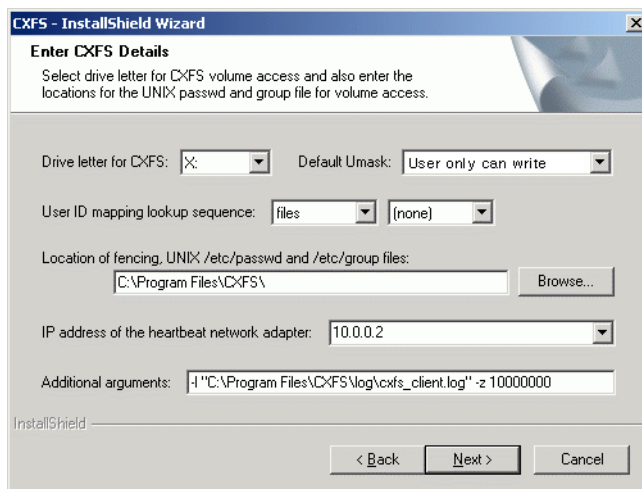 CXFS - InstallShield Wizard
Enter CXFS Details
Select drive letter for CXFS volume access and also enter the
locations for the UNIX passwd and group file for volume access.
Drive letter for CXFS: X: Default Umask: User only can write
User ID mapping lookup sequence: files (none)
Location of fencing, UNIX /etc/passwd and /etc/group files:
C:\Program Files\CXFS\ Browse...
IP address of the heartbeat network adapter: 10.0.0.2
Additional arguments: -l "C:\Program Files\CXFS\log\cxfs_client.log" -z 10000000
InstallShield
< Back Next > Cancel